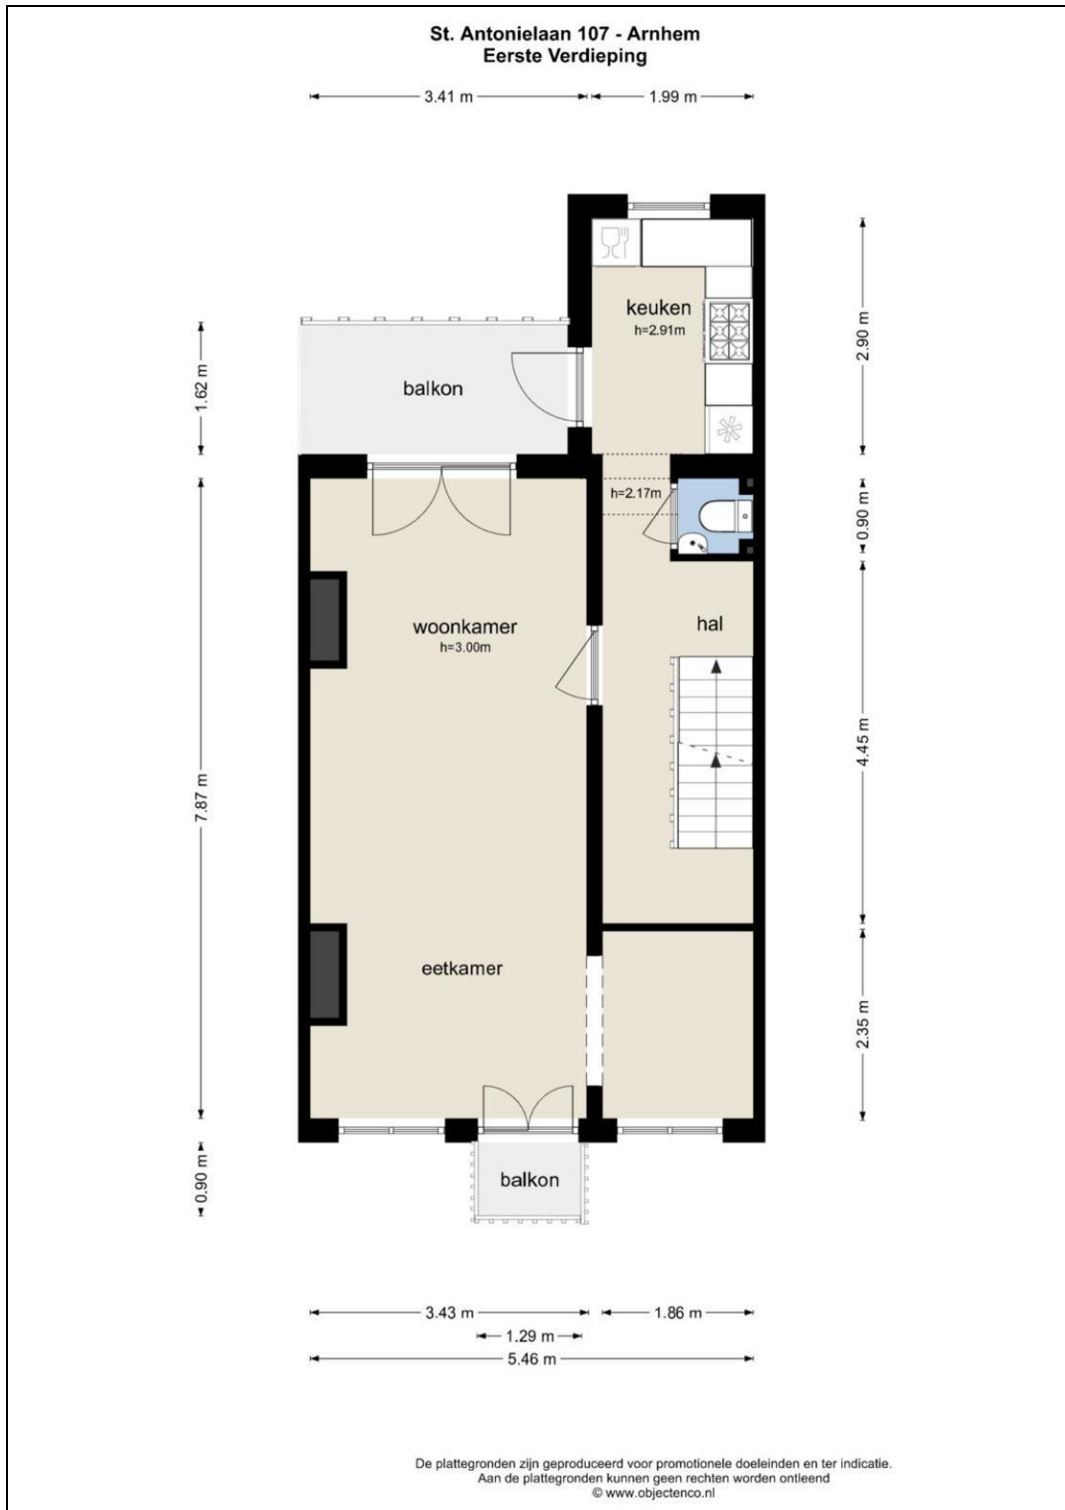 St. Antonielaan 107 - Arnhem
Eerste Verdieping
3.41 m
1.99 m
keuken
h=2.91m
2.90 m
1.62 m
balkon
h=2.17m
0.90 m
woonkamer
h=3.00m
hal
4.45 m
7.87 m
eetkamer
2.35 m
0.90 m
balkon
3.43 m
1.86 m
1.29 m
5.46 m
De plattegronden zijn geproduceerd voor promotionele doeleinden en ter indicatie.
Aan de plattegronden kunnen geen rechten worden ontleend
© www.objectenco.nl